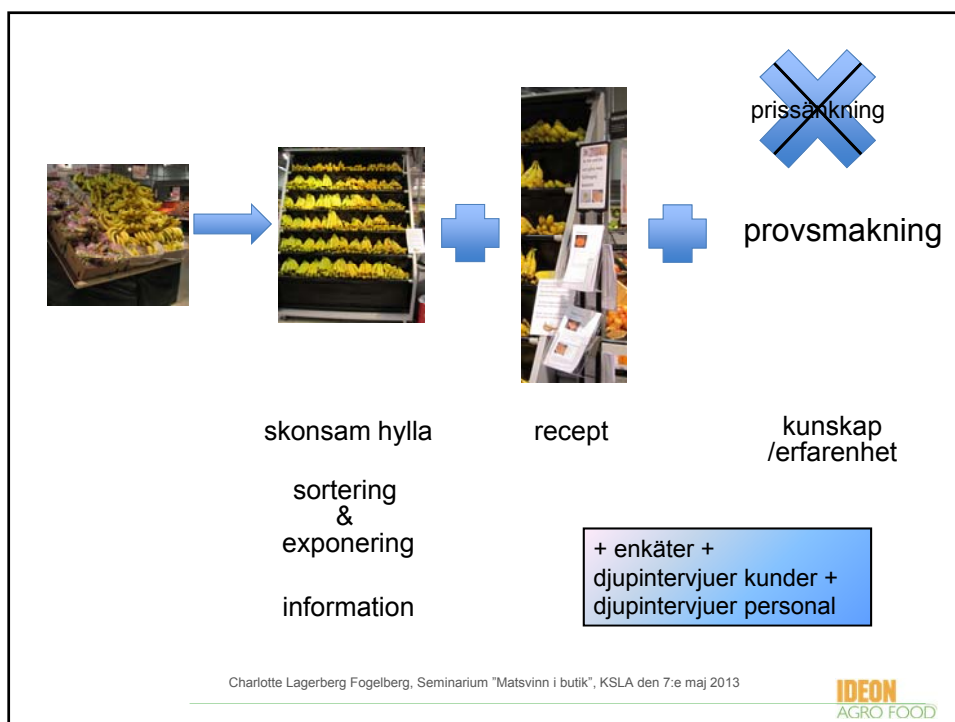 prissänkning
provsmakning
skonsam hylla
sortering
&
exponering
information
recept
kunskap
/erfarenhet
+ enkäter +
djupintervjuer kunder +
djupintervjuer personal
Charlotte Lagerberg Fogelberg, Seminarium ”Matsvinn i butik”, KSLA den 7:e maj 2013
IDEON
AGRO FOOD